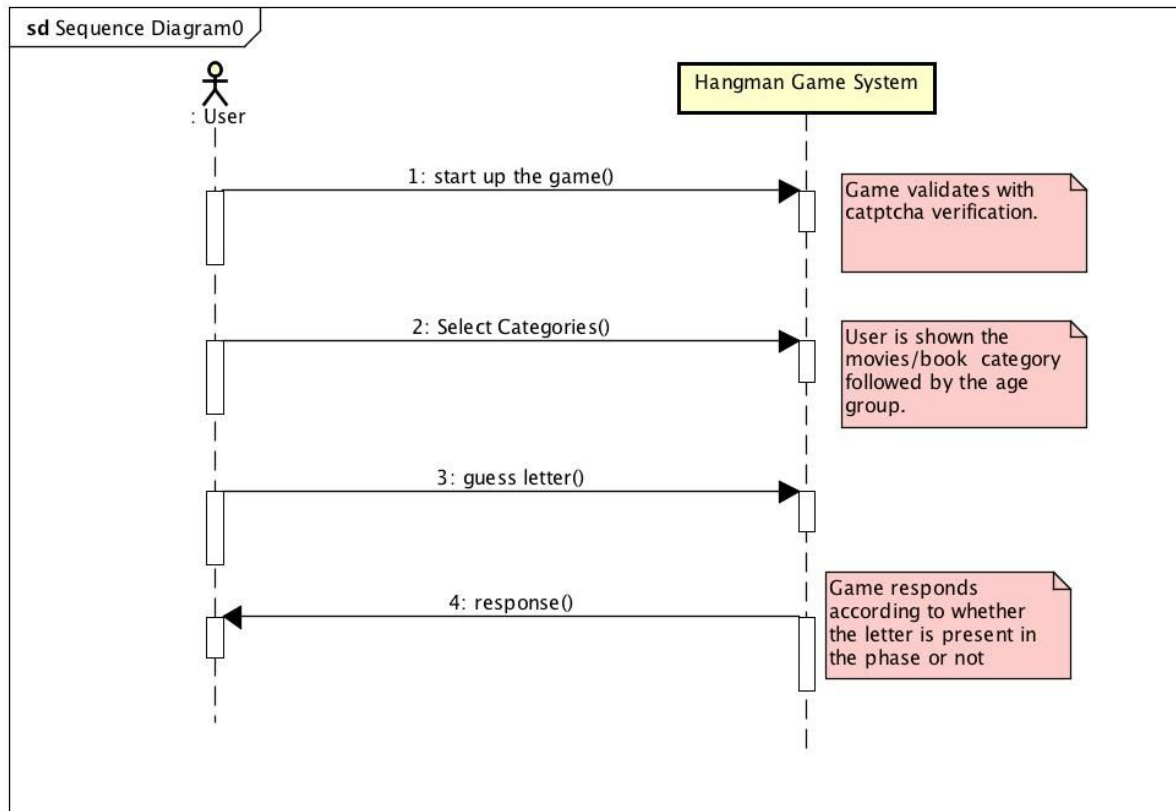 sd Sequence Diagram0
: User
Hangman Game System
1: start up the game()
Game validates with
catptcha verification.
2: Select Categories()
User is shown the
movies/book category
followed by the age
group.
3: guess letter()
4: response()
Game responds
according to whether
the letter is present in
the phase or not